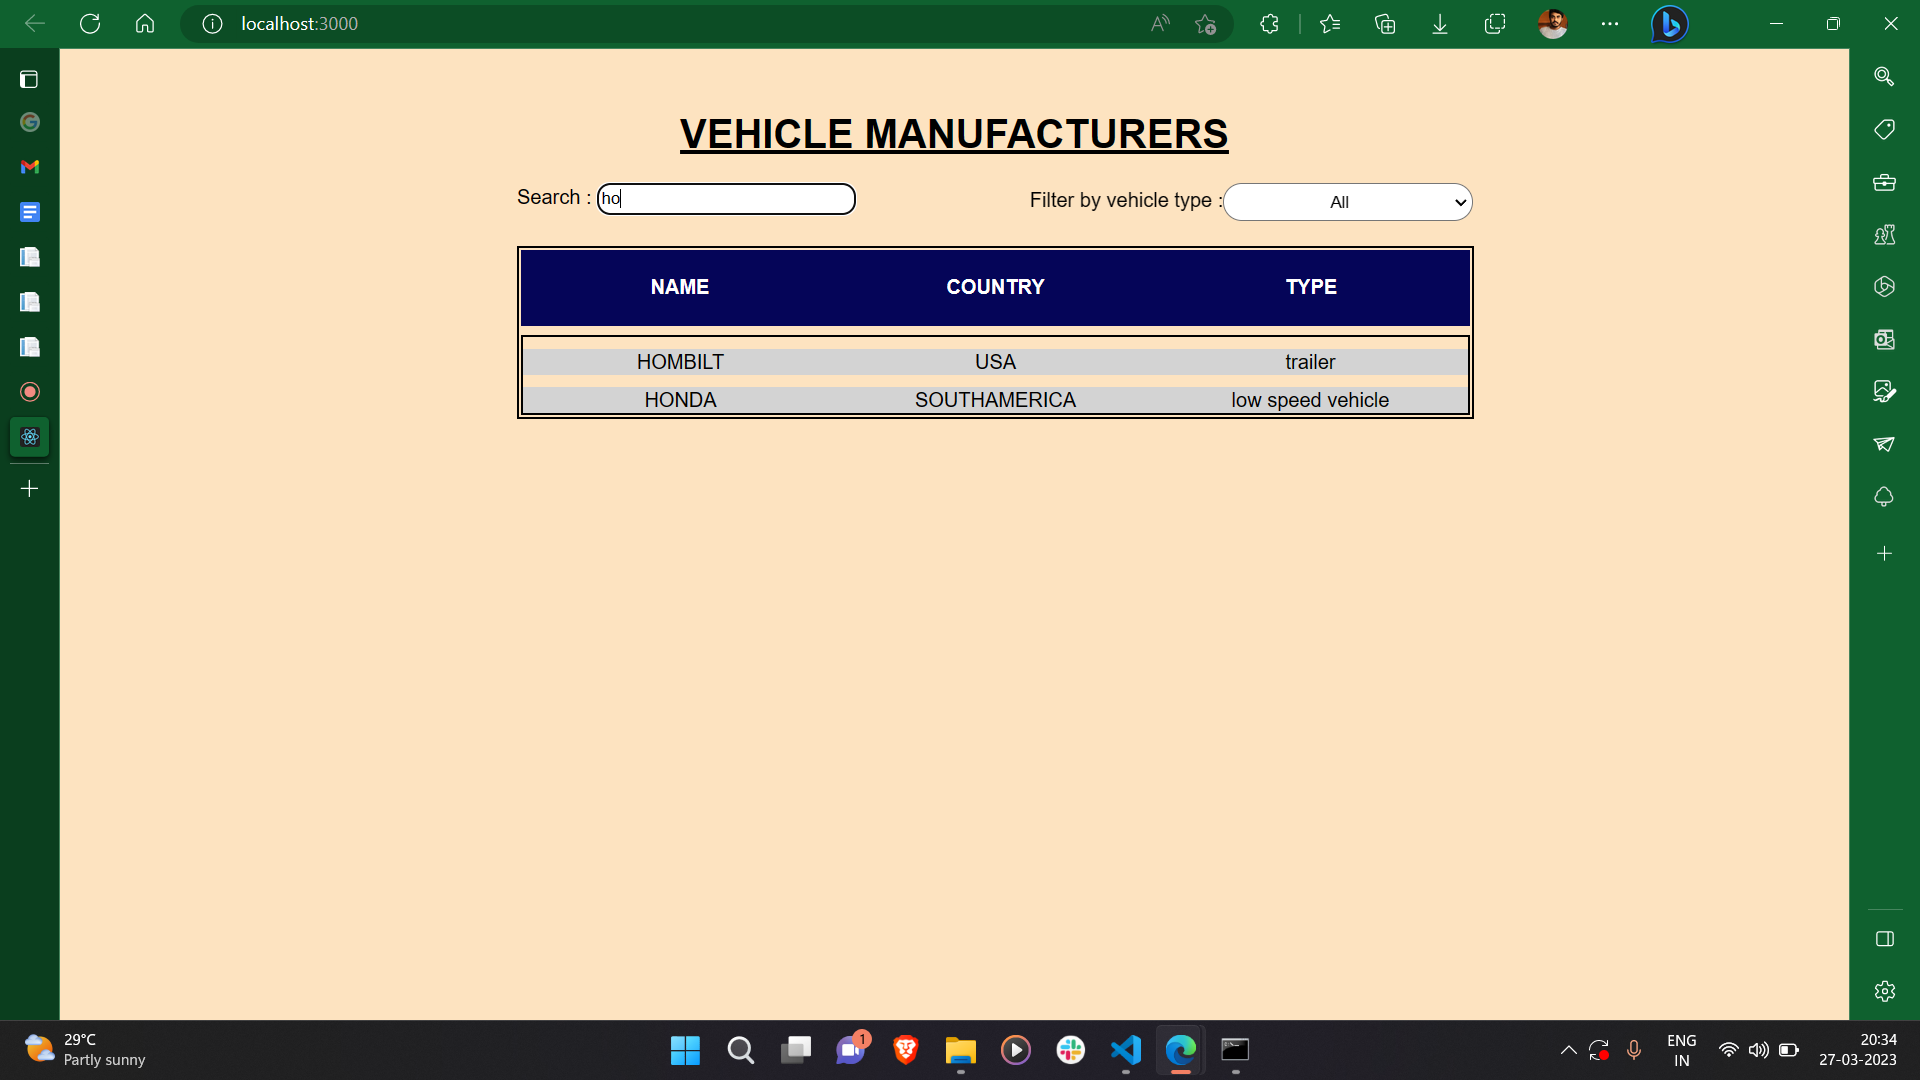 localhost:3000
VEHICLE MANUFACTURERS
Search : ho
Filter by vehicle type : All
NAME COUNTRY TYPE
HOMBILT USA trailer
HONDA SOUTHAMERICA low speed vehicle
29°C
Partly sunny
1
ENG
IN
20:34
27-03-2023